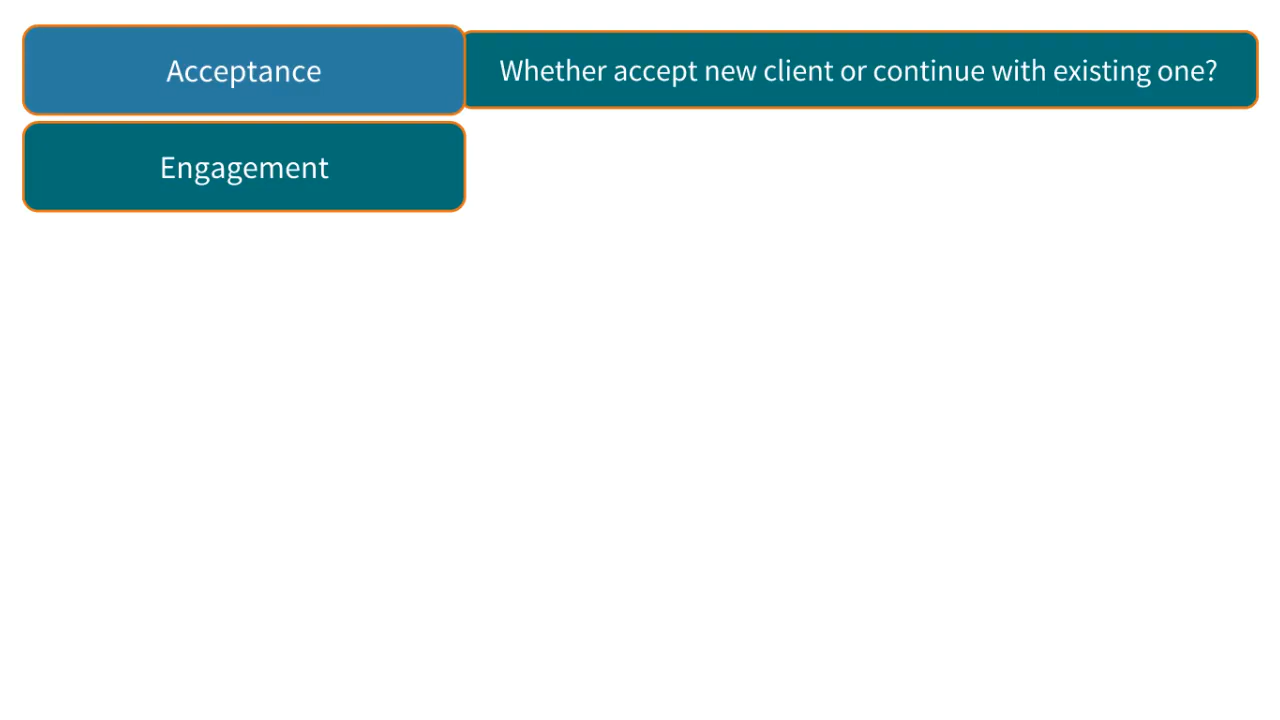 Acceptance
Whether accept new client or continue with existing one?
Engagement